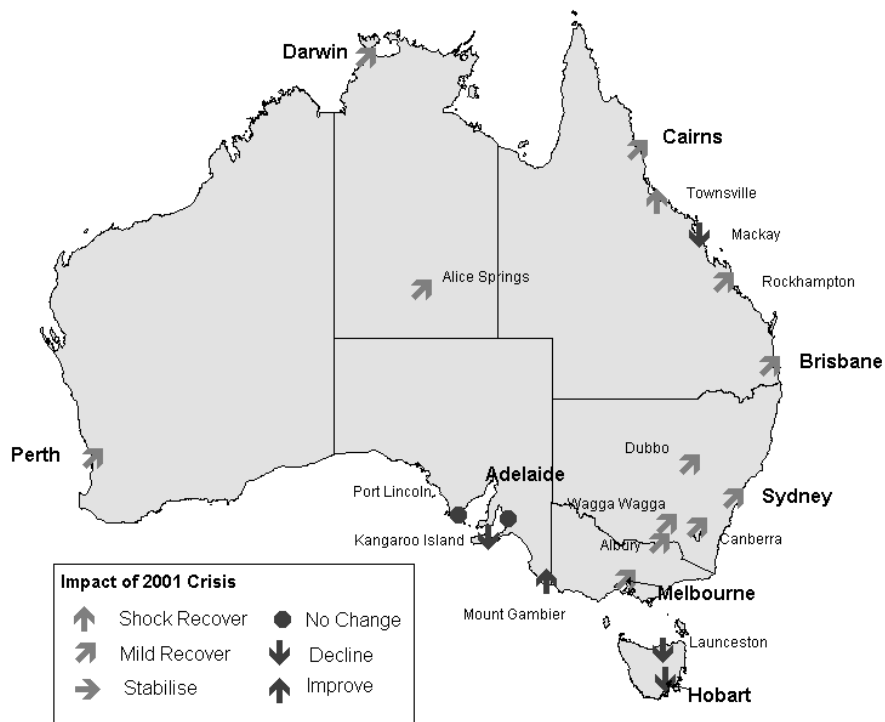 Darwin
Cairns
Townsville
Mackay
Alice Springs
Rockhampton
Brisbane
Perth
Dubbo
Adelaide
Port Lincoln
Sydney
Wagga Wagga
Kangaroo Island
Albury
Canberra
Melbourne
Mount Gambier
Launceston
Hobart
Impact of 2001 Crisis
Shock Recover
No Change
Mild Recover
Decline
Stabilise
Improve